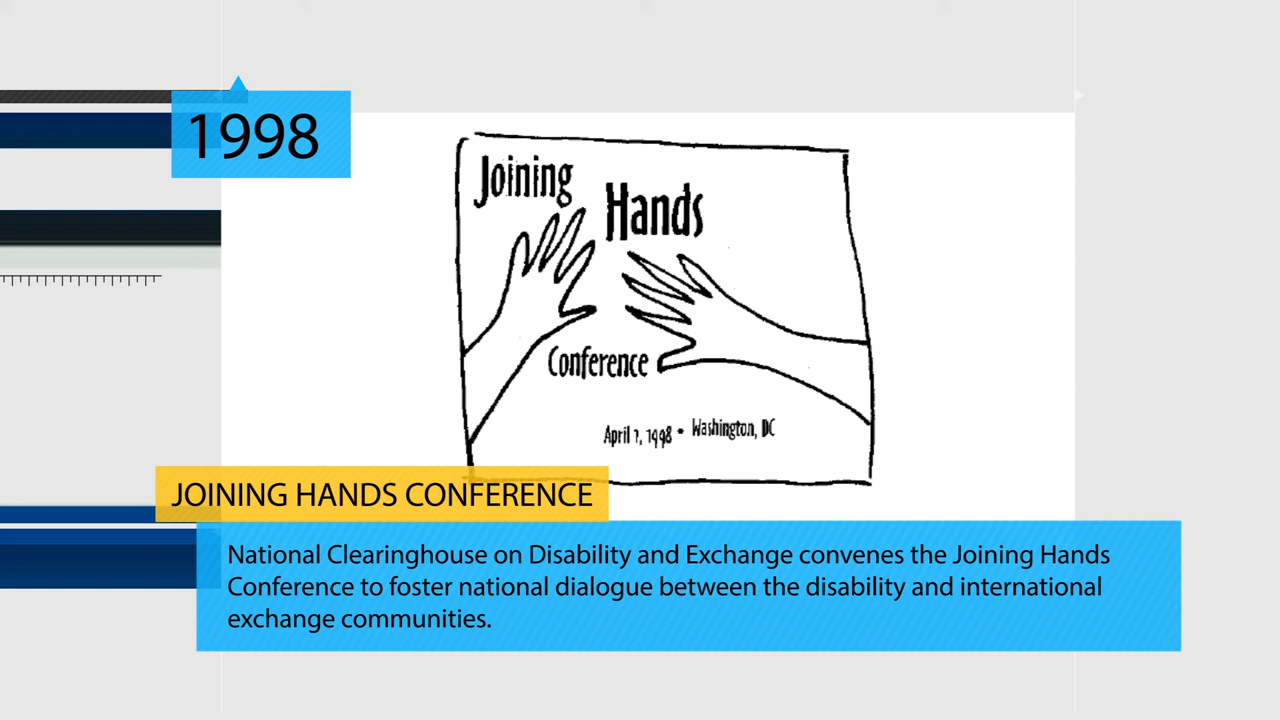 1998
Joining
Hands
Conference
April 2, 1998 • Washington, DC
JOINING HANDS CONFERENCE
National Clearinghouse on Disability and Exchange convenes the Joining Hands
Conference to foster national dialogue between the disability and international
exchange communities.